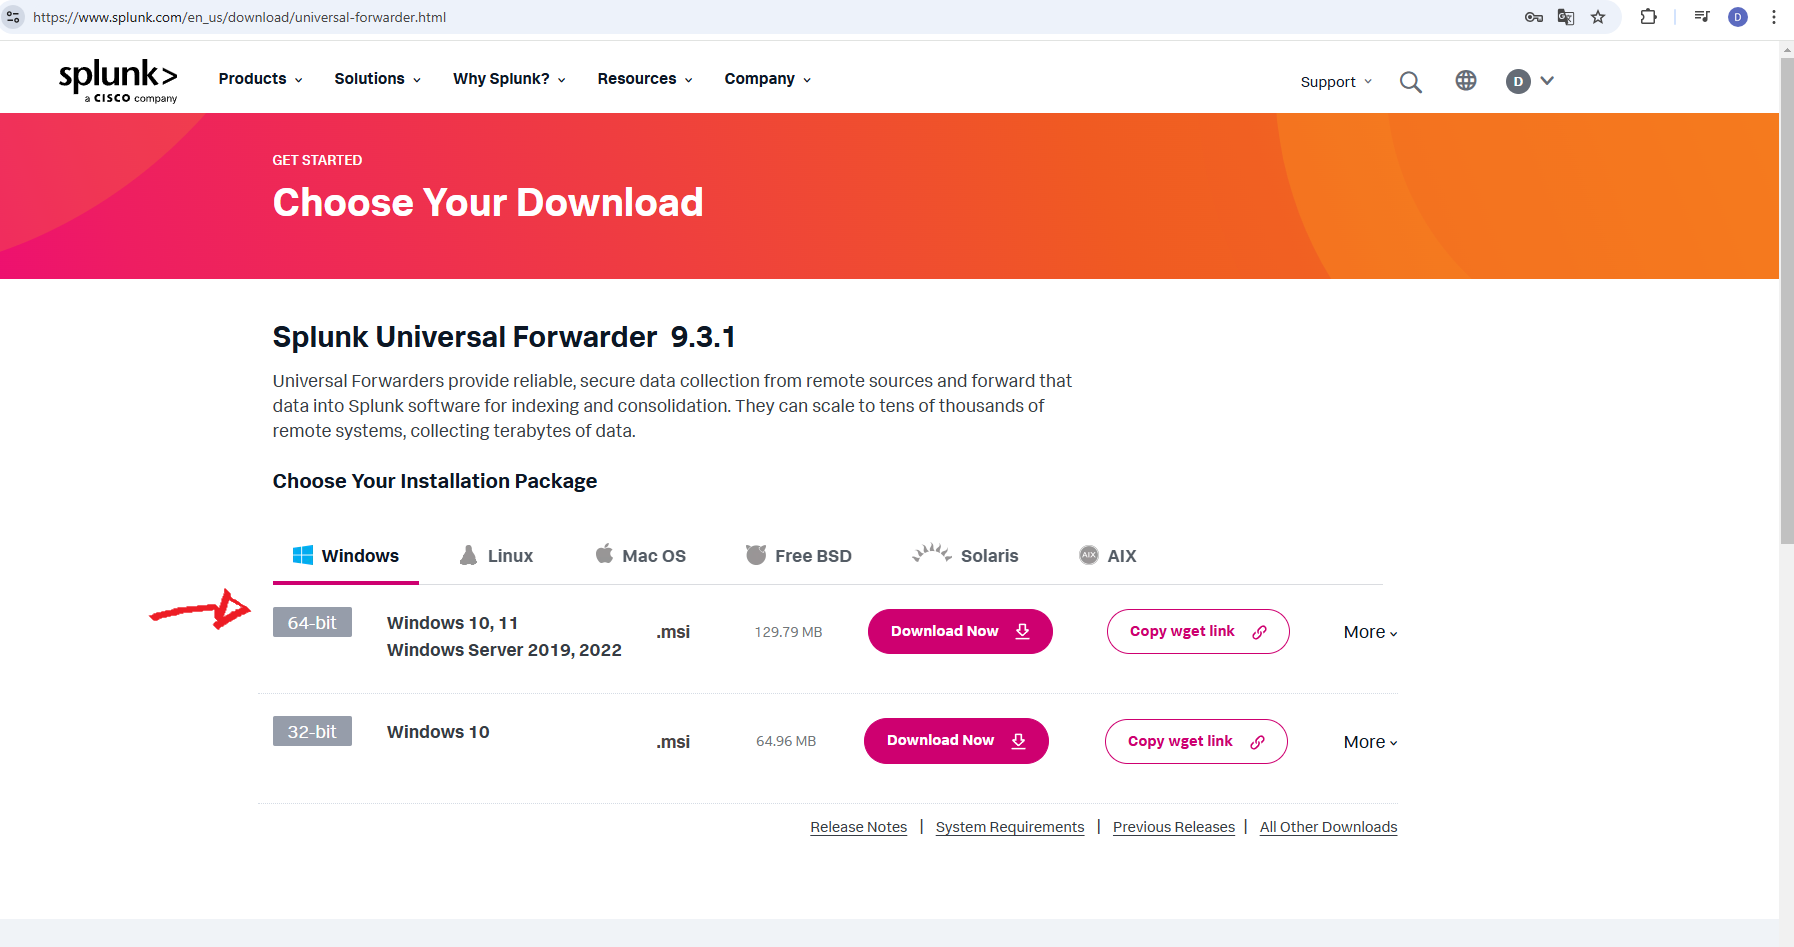 https://www.splunk.com/en_us/download/universal-forwarder.html
D
splunk>
a CISCO company
Products
Solutions
Why Splunk?
Resources
Company
Support
D
GET STARTED
Choose Your Download
Splunk Universal Forwarder 9.3.1
Universal Forwarders provide reliable, secure data collection from remote sources and forward that
data into Splunk software for indexing and consolidation. They can scale to tens of thousands of
remote systems, collecting terabytes of data.
Choose Your Installation Package
Windows
Linux
Mac OS
Free BSD
Solaris
AIX
AIX
64-bit
Windows 10, 11
Windows Server 2019, 2022
.msi
129.79 MB
Download Now
Copy wget link
More
32-bit
Windows 10
.msi
64.96 MB
Download Now
Copy wget link
More
Release Notes | System Requirements | Previous Releases | All Other Downloads